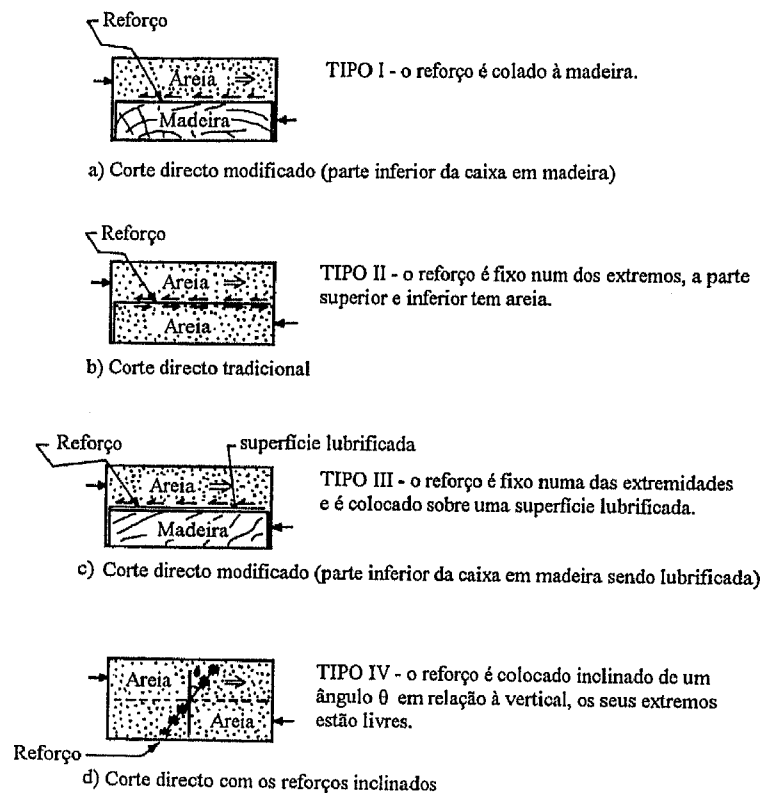 Reforço
Areia
Madeira
TIPO I - o reforço é colado à madeira.
a) Corte directo modificado (parte inferior da caixa em madeira)
Reforço
Areia
Areia
TIPO II - o reforço é fixo num dos extremos, a parte
superior e inferior tem areia.
b) Corte directo tradicional
Reforço
superfície lubrificada
Areia
Madeira
TIPO III - o reforço é fixo numa das extremidades
e é colocado sobre uma superfície lubrificada.
c) Corte directo modificado (parte inferior da caixa em madeira sendo lubrificada)
Areia
θ
Areia
TIPO IV - o reforço é colocado inclinado de um
ângulo θ em relação à vertical, os seus extremos
estão livres.
Reforço
d) Corte directo com os reforços inclinados